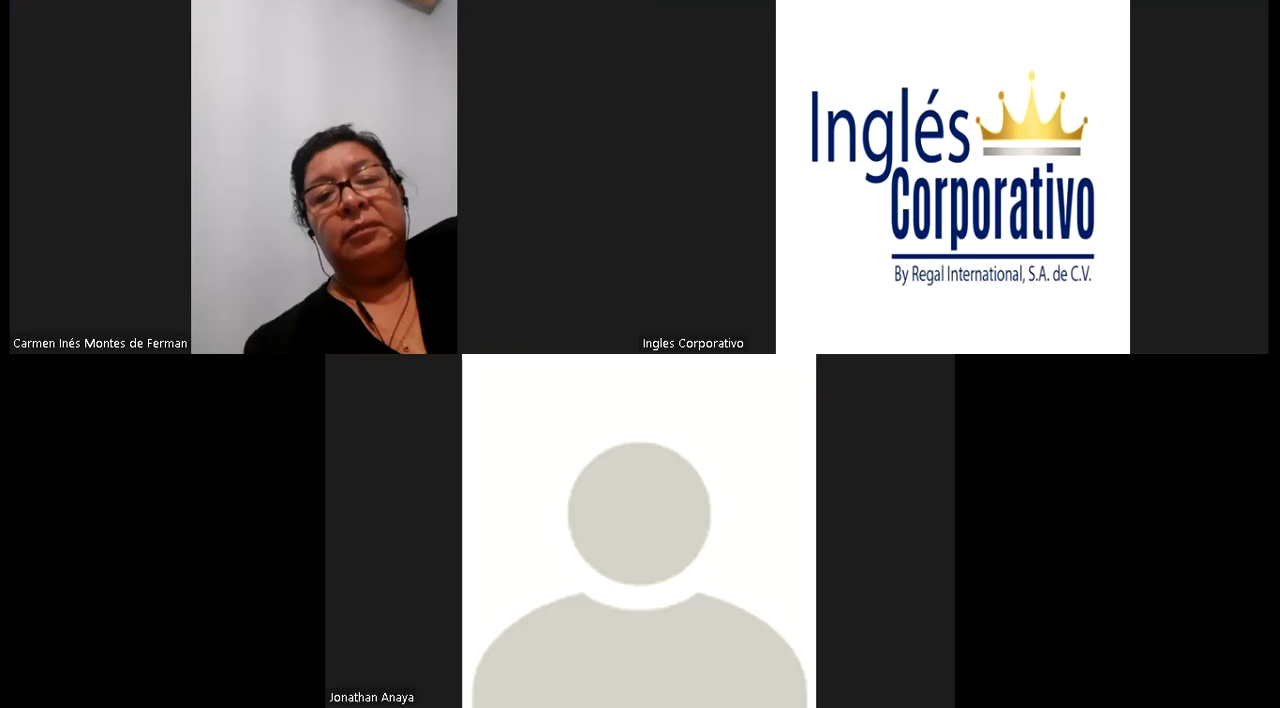 Inglés
Corporativo
By Regal International, S.A. de C.V.
Carmen Inés Montes de Ferman
Ingles Corporativo
Jonathan Anaya